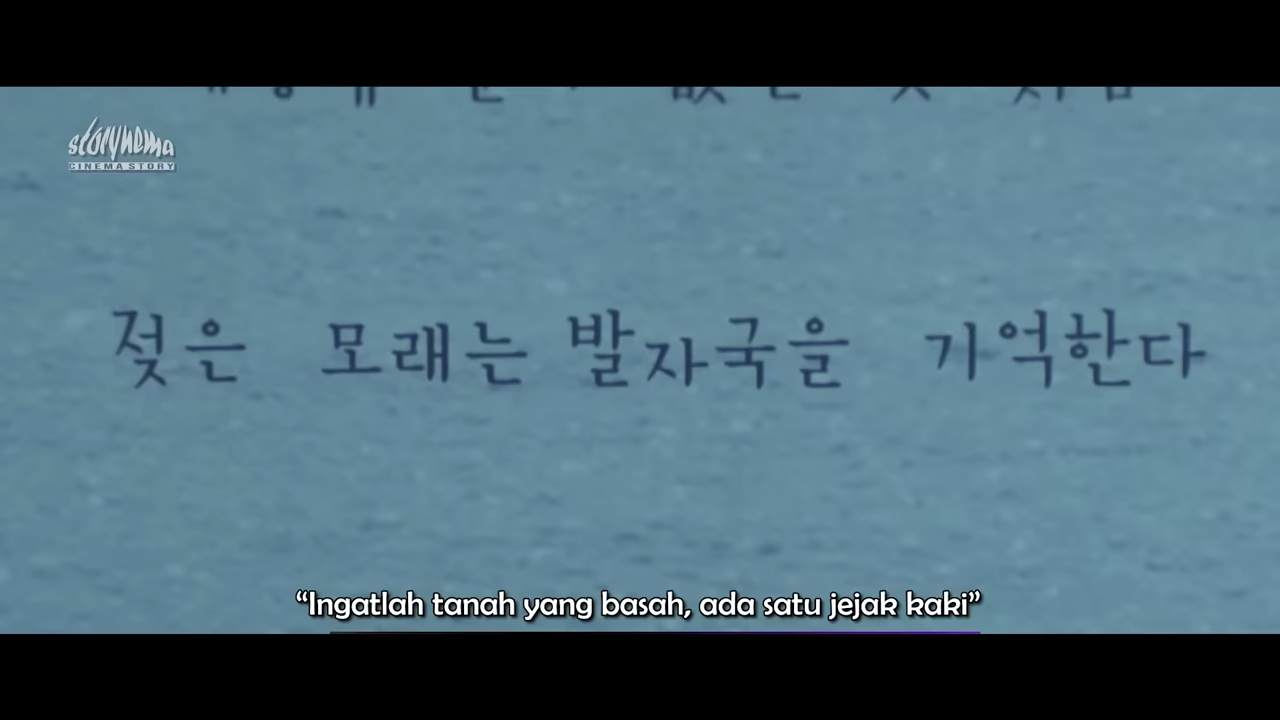 storynema
CINEMA STORY
젖은 모래는 발자국을 기억한다
“Ingatlah tanah yang basah, ada satu jejak kaki”